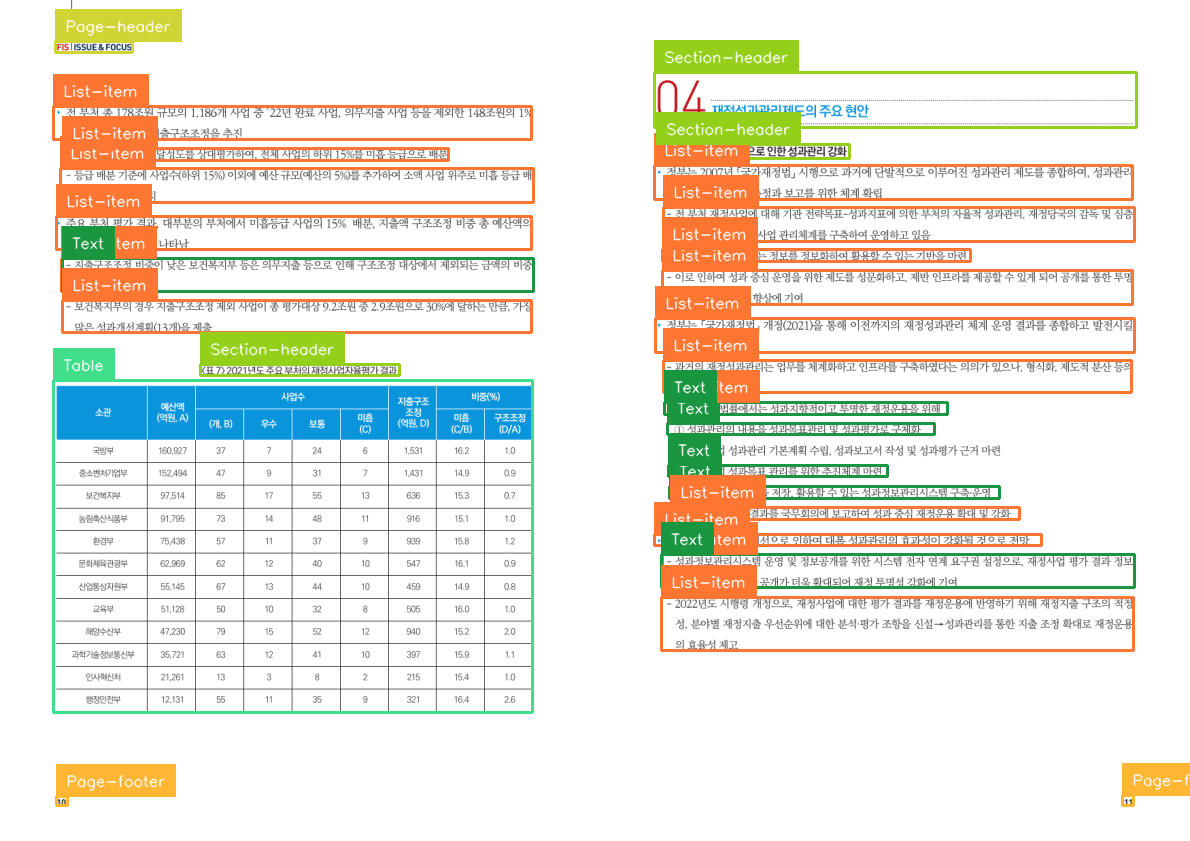 Page-header
FIS | ISSUE & FOCUS
List-item
전 부처 총 178조원 규모의 1,186개 사업 중 '22년 완료 사업, 의무지출 사업 등을 제외한 148조원의 1%
List-item
지출구조조정을 추진
List-item
달성도를 상대평가하여, 전체 사업의 하위 15%를 미흡 등급으로 배분
- 등급 배분 기준에 사업수(하위 15%) 이외에 예산 규모(예산의 5%)를 추가하여 소액 사업 위주로 미흡 등급 배
List-item
주요 부처 평가 결과, 대부분의 부처에서 미흡등급 사업의 15% 배분, 지출액 구조조정 비중 총 예산액의
Text
item
나타남
- 지출구조조정 비중이 낮은 보건복지부 등은 의무지출 등으로 인해 구조조정 대상에서 제외되는 금액의 비중
List-item
- 보건복지부의 경우 지출구조조정 제외 사업이 총 평가대상 9.2조원 중 2.9조원으로 30%에 달하는 만큼, 가장
많은 성과개선계획(13개)을 제출
Section-header
Table
〈표 7〉 2021년도 주요 부처의 재정사업자율평가 결과
소관 예산액 (억원, A) 사업수 지출구조조정 (억원, D) 비중(%)
(개, B) 우수 보통 미흡 (C) 미흡 (C/B) 구조조정 (D/A)
국방부 160,927 37 7 24 6 1,531 16.2 1.0
중소벤처기업부 152,494 47 9 31 7 1,431 14.9 0.9
보건복지부 97,514 85 17 55 13 636 15.3 0.7
농림축산식품부 91,795 73 14 48 11 916 15.1 1.0
환경부 75,438 57 11 37 9 939 15.8 1.2
문화체육관광부 62,969 62 12 40 10 547 16.1 0.9
산업통상자원부 55,145 67 13 44 10 459 14.9 0.8
교육부 51,128 50 10 32 8 505 16.0 1.0
해양수산부 47,230 79 15 52 12 940 15.2 2.0
과학기술정보통신부 35,721 63 12 41 10 397 15.9 1.1
인사혁신처 21,261 13 3 8 2 215 15.4 1.0
행정안전부 12,131 55 11 35 9 321 16.4 2.6
Page-footer
10
Section-header
04
재정성과관리제도의 주요 현안
Section-header
List-item
으로 인한 성과관리 강화
정부는 2007년 「국가재정법」 시행으로 과거에 단발적으로 이루어진 성과관리 제도를 종합하여, 성과관리
List-item
과 보고를 위한 체계 확립
- 전 부처 재정사업에 대해 기관 전략목표-성과지표에 의한 부처의 자율적 성과관리, 재정당국의 감독 및 심층
List-item
사업 관리체계를 구축하여 운영하고 있음
List-item
는 정보를 정보화하여 활용할 수 있는 기반을 마련
- 이로 인하여 성과 중심 운영을 위한 제도를 성문화하고, 제반 인프라를 제공할 수 있게 되어 공개를 통한 투명
List-item
향상에 기여
정부는 「국가재정법」 개정(2021)을 통해 이전까지의 재정성과관리 체계 운영 결과를 종합하고 발전시킬
List-item
- 과거의 재정성과관리는 업무를 체계화하고 인프라를 구축하였다는 의의가 있으나, 형식화, 제도적 분산 등의
Text
item
Text
법률에서는 성과지향적이고 투명한 재정운용을 위해
① 성과관리의 내용을 성과목표관리 및 성과평가로 구체화
Text
성과관리 기본계획 수립, 성과보고서 작성 및 성과평가 근거 마련
Text
성과목표 관리를 위한 추진체계 마련
List-item
저장, 활용할 수 있는 성과정보관리시스템 구축·운영
List-item
결과를 국무회의에 보고하여 성과 중심 재정운용 확대 및 강화
Text
item
선으로 인하여 대폭 성과관리의 효과성이 강화될 것으로 전망
- 성과정보관리시스템 운영 및 정보공개를 위한 시스템 전자 연계 요구권 설정으로, 재정사업 평가 결과 정보
List-item
공개가 더욱 확대되어 재정 투명성 강화에 기여
- 2022년도 시행령 개정으로, 재정사업에 대한 평가 결과를 재정운용에 반영하기 위해 재정지출 구조의 적정
성, 분야별 재정지출 우선순위에 대한 분석·평가 조항을 신설→성과관리를 통한 지출 조정 확대로 재정운용
의 효율성 제고
Page-f
11